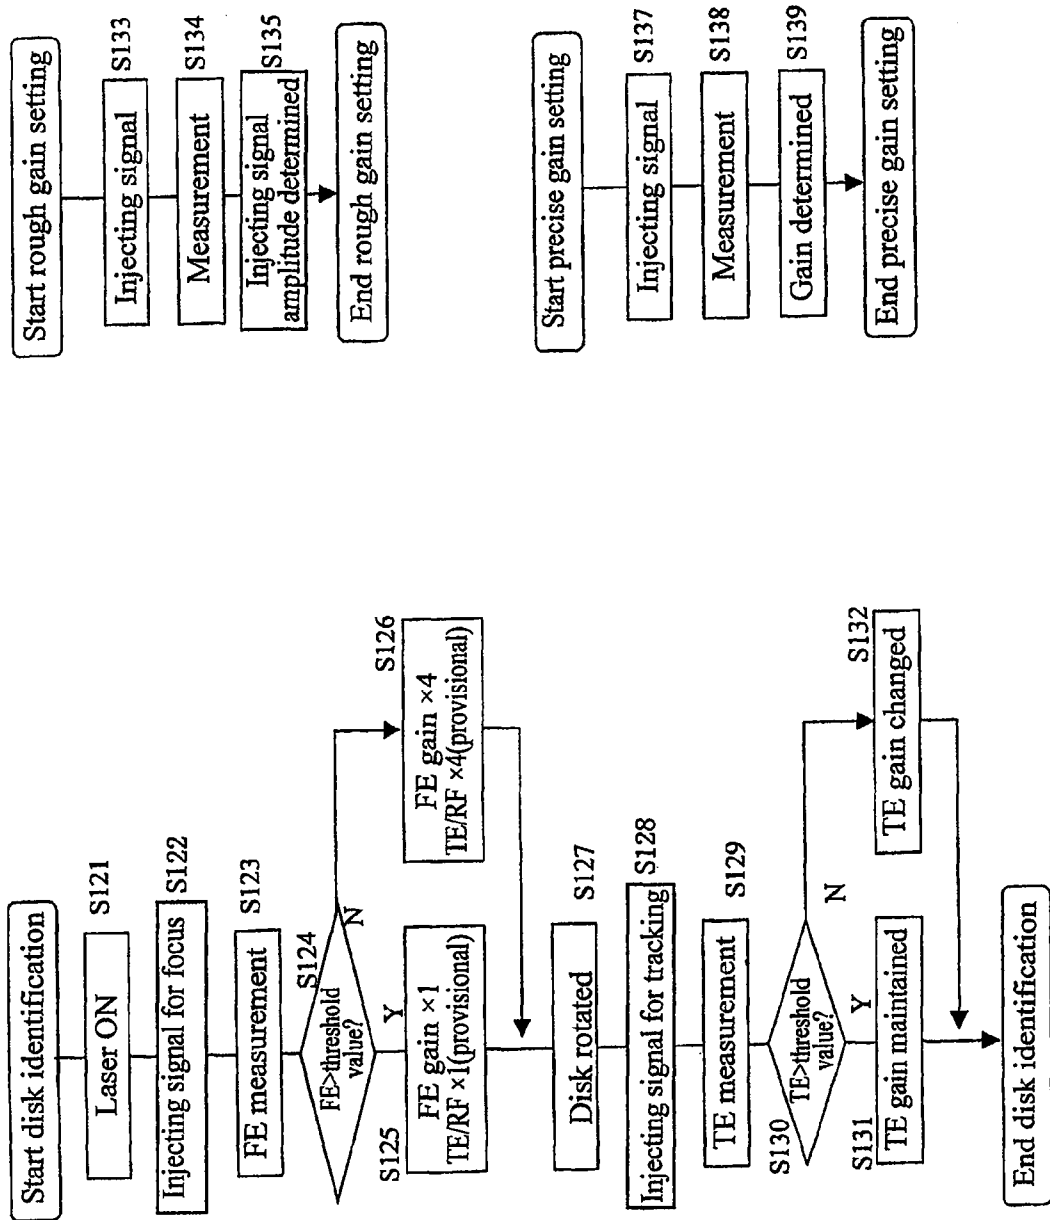 Start disk identification
Laser ON
S121
Injecting signal for focus
S122
FE measurement
S123
FE>threshold
value?
S124
Y
N
S125
FE gain ×1
TE/RF ×1(provisional)
S126
FE gain ×4
TE/RF ×4(provisional)
Disk rotated
S127
Injecting signal for tracking
S128
TE measurement
S129
TE>threshold
value?
S130
Y
N
S131
TE gain maintained
S132
TE gain changed
End disk identification
Start rough gain setting
Injecting signal
S133
Measurement
S134
Injecting signal
amplitude determined
S135
End rough gain setting
Start precise gain setting
Injecting signal
S137
Measurement
S138
Gain determined
S139
End precise gain setting